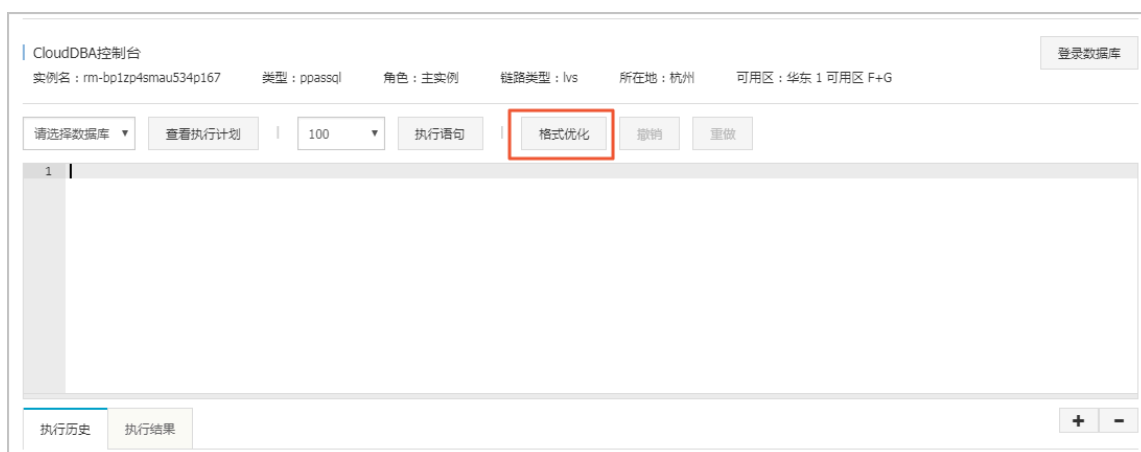 CloudDBA控制台
登录数据库
实例名：rm-bp1zp4smau534p167 类型：ppassql 角色：主实例 链路类型：lvs 所在地：杭州 可用区：华东 1 可用区 F+G
请选择数据库 查看执行计划 100 执行语句 格式优化 撤销 重做
1
执行历史 执行结果 + -